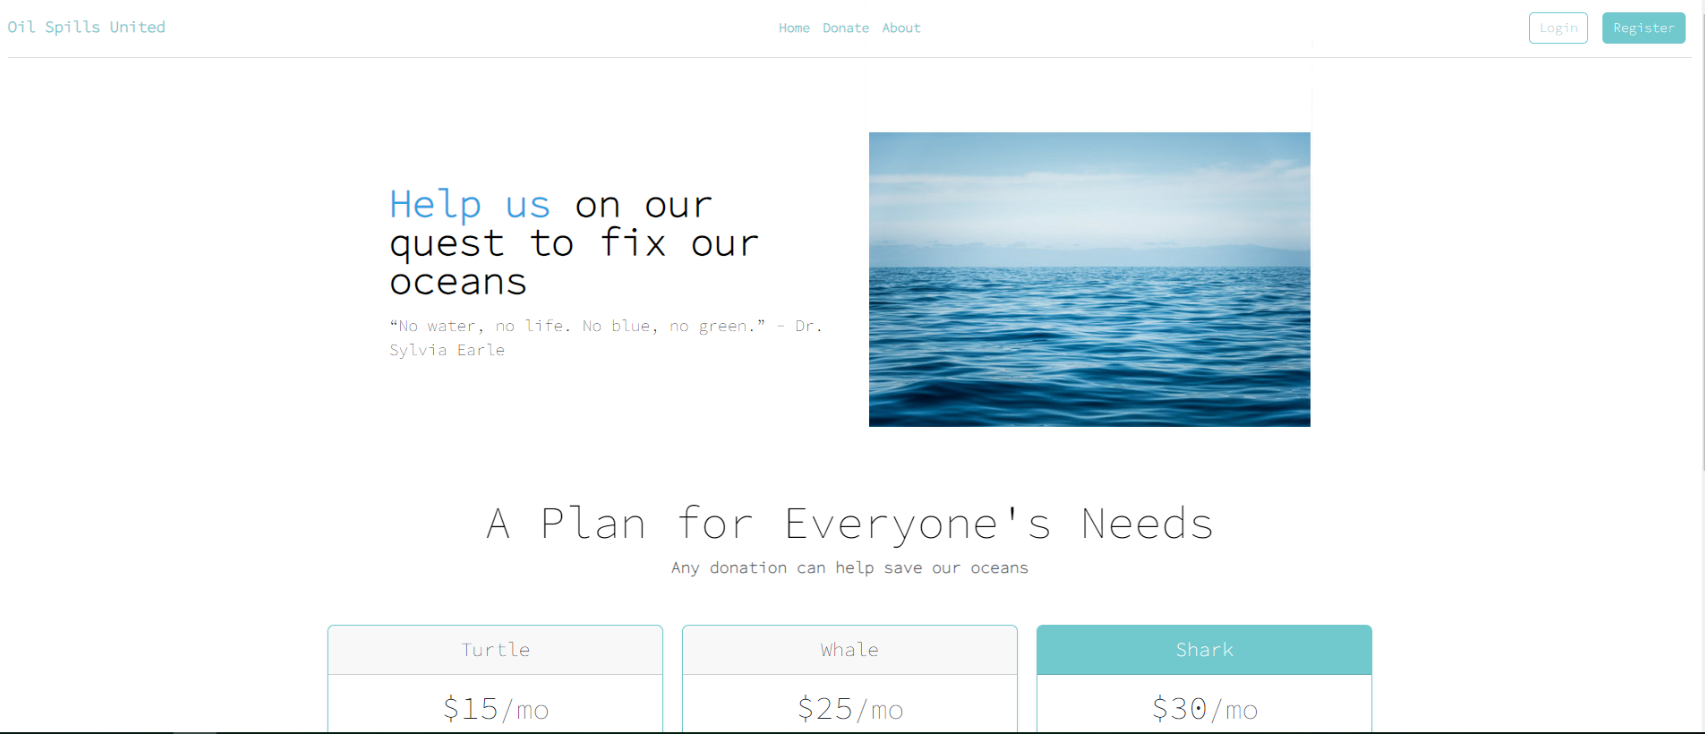 Oil Spills United
Home Donate About
Login Register
Help us on our
quest to fix our
oceans
“No water, no life. No blue, no green.” - Dr.
Sylvia Earle
A Plan for Everyone's Needs
Any donation can help save our oceans
Turtle
$15/mo
Whale
$25/mo
Shark
$30/mo